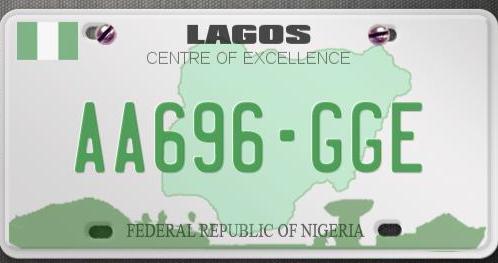 LAGOS
CENTRE OF EXCELLENCE
AA696-GGE
FEDERAL REPUBLIC OF NIGERIA